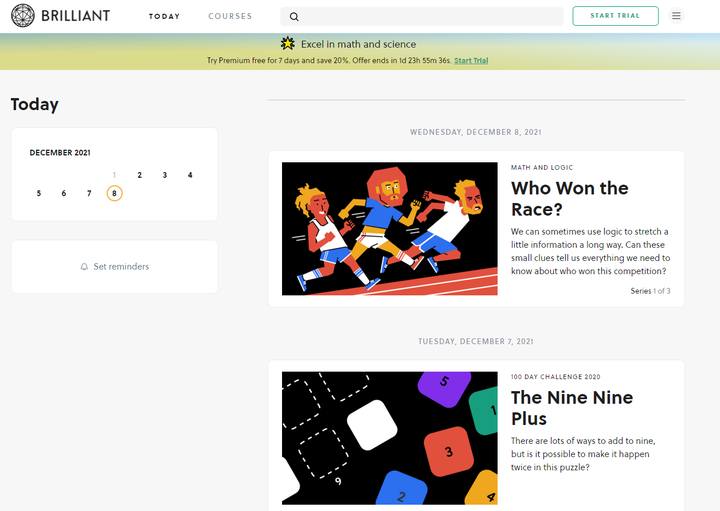 BRILLIANT
TODAY
COURSES
START TRIAL
Excel in math and science
Try Premium free for 7 days and save 20%. Offer ends in 1d 23h 55m 36s. Start Trial
Today
DECEMBER 2021
1 2 3 4
5 6 7 8
Set reminders
WEDNESDAY, DECEMBER 8, 2021
MATH AND LOGIC
Who Won the
Race?
We can sometimes use logic to stretch a
little information a long way. Can these
small clues tell us everything we need to
know about who won this competition?
Series 1 of 3
TUESDAY, DECEMBER 7, 2021
5
1
3
9
2
4
100 DAY CHALLENGE 2020
The Nine Nine
Plus
There are lots of ways to add to nine,
but is it possible to make it happen
twice in this puzzle?